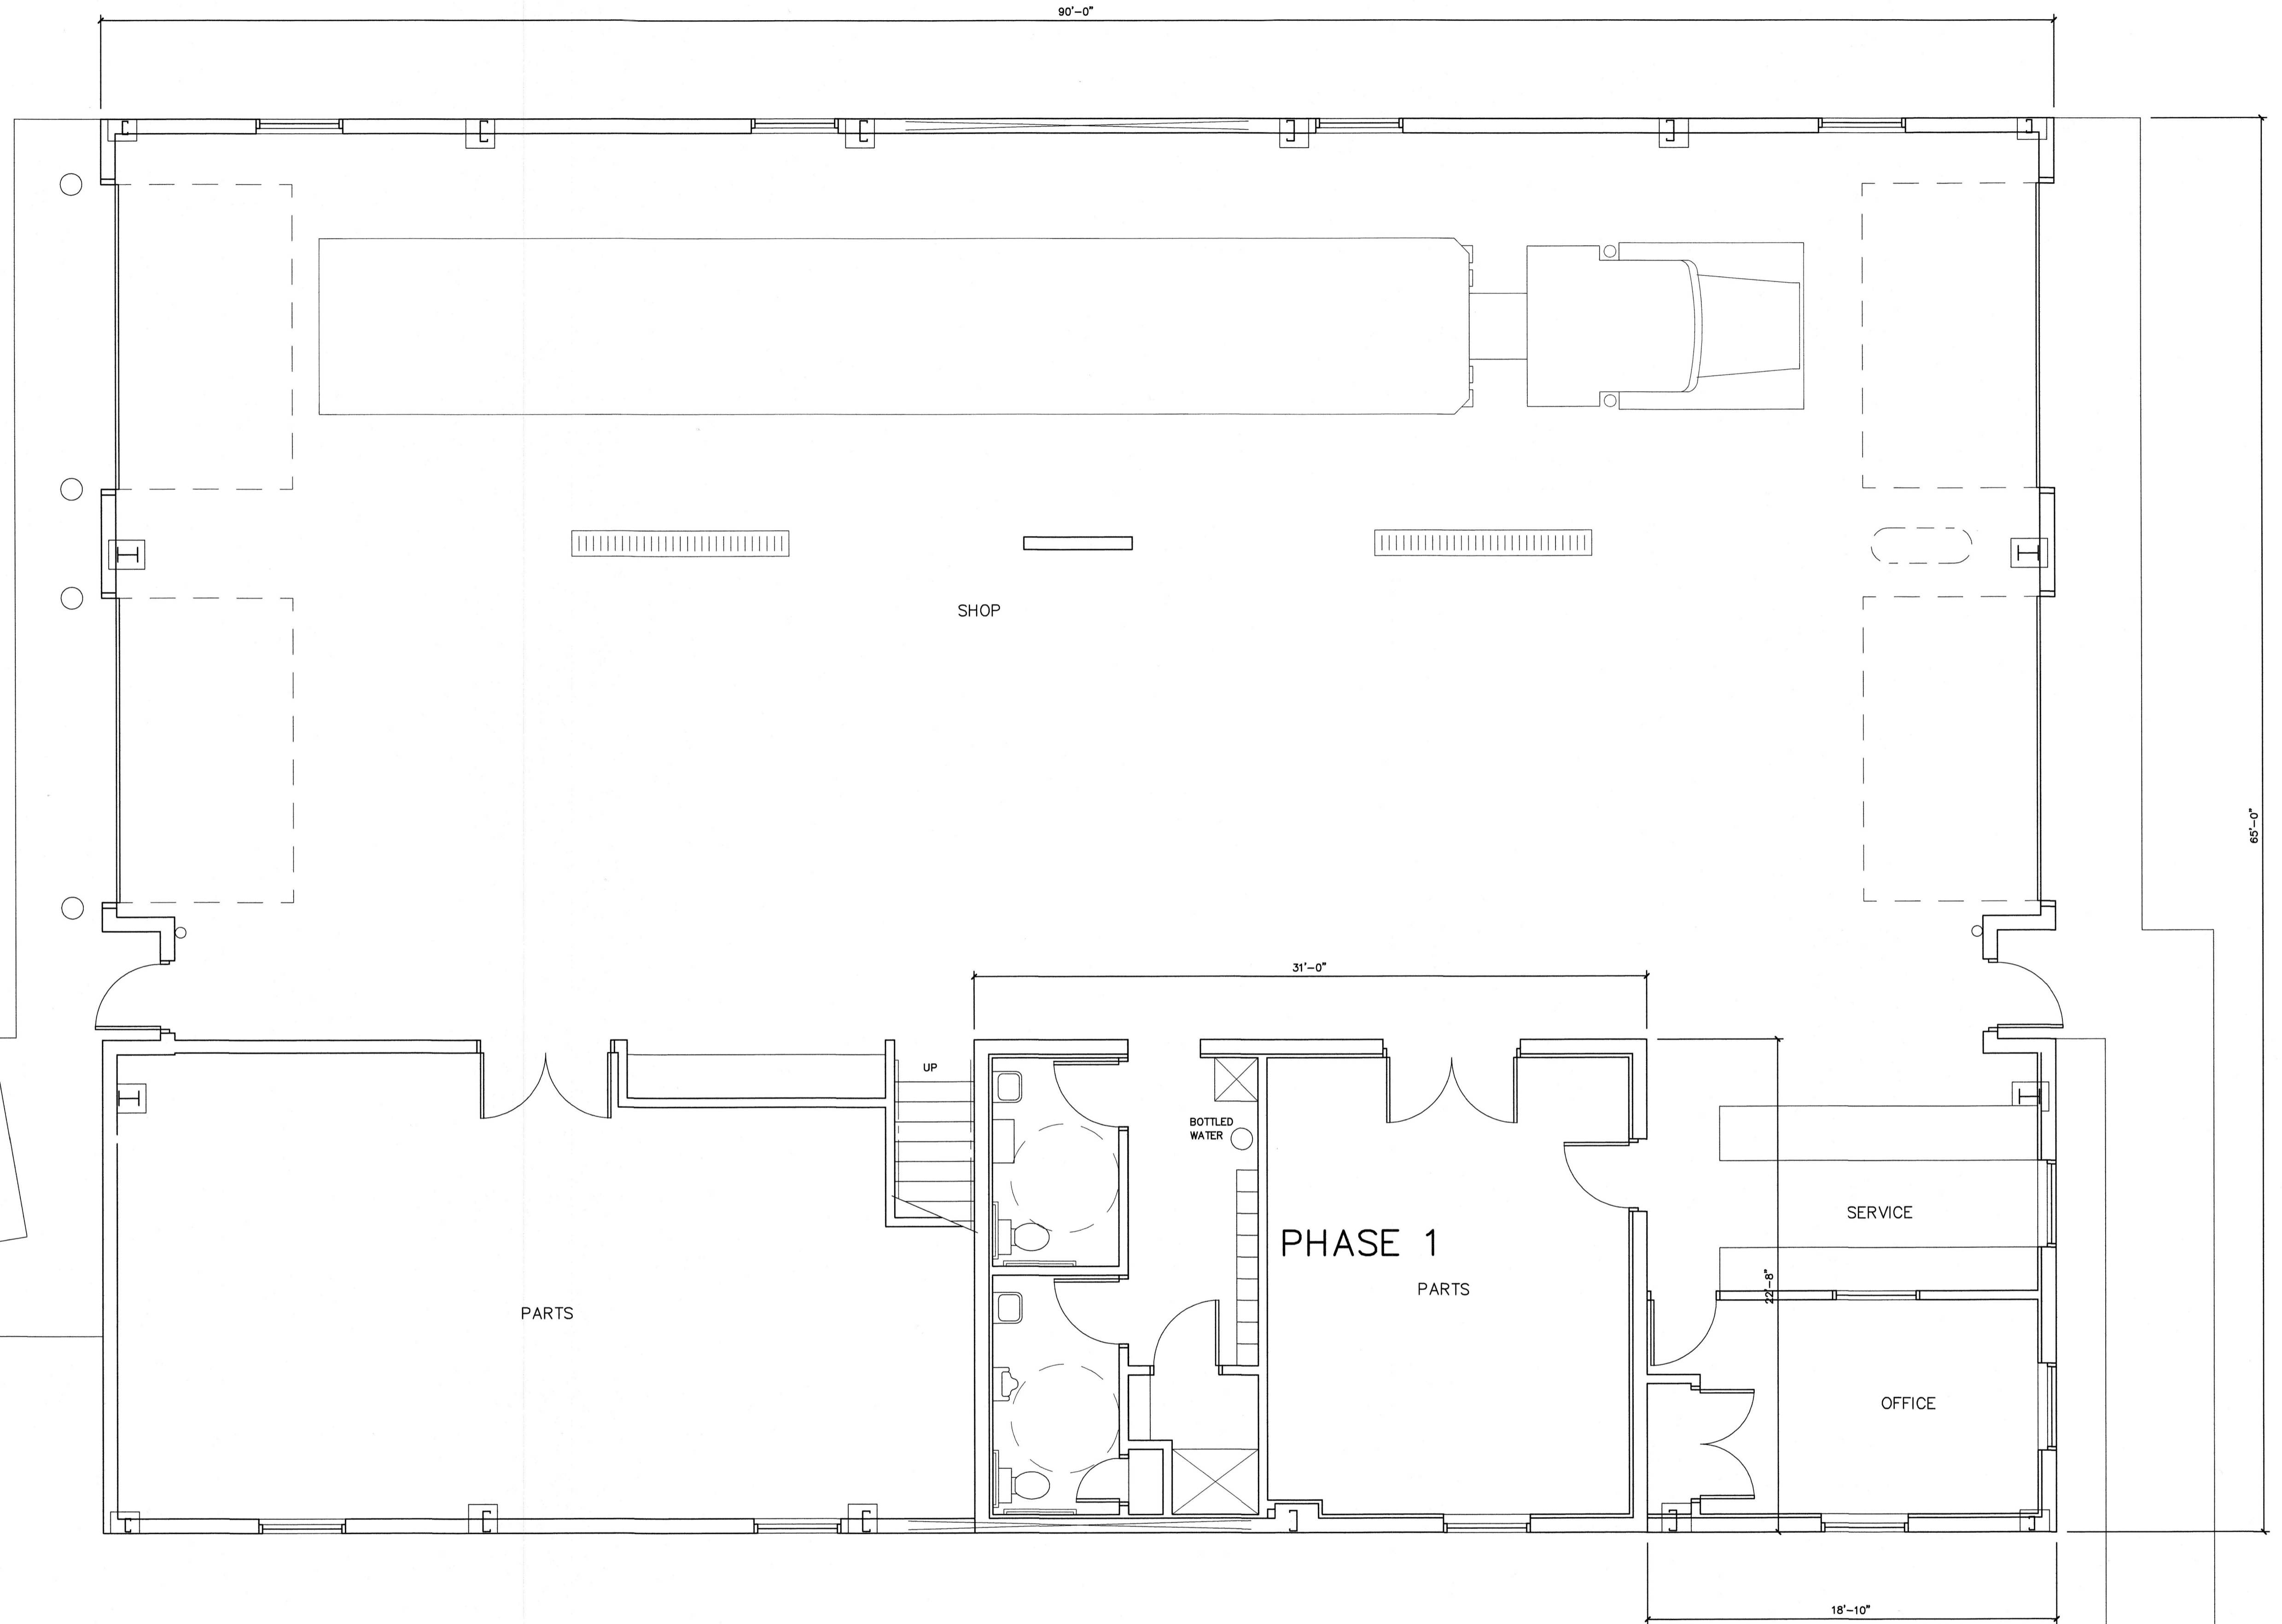 90'-0"
SHOP
65'-0"
31'-0"
UP
BOTTLED
WATER
SERVICE
PHASE 1
22'-8"
PARTS
PARTS
OFFICE
18'-10"